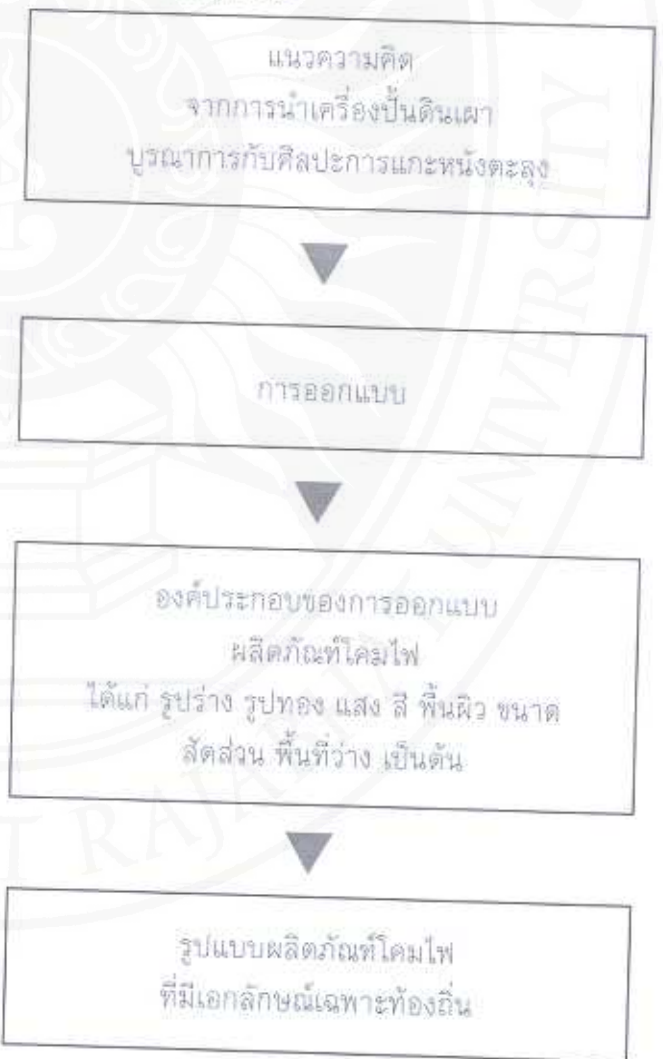 แนวความคิด
จากการนำเครื่องปั้นดินเผา
บูรณาการกับศิลปะการแกะหนังตะลุง
การออกแบบ
องค์ประกอบของการออกแบบ
ผลิตภัณฑ์โคมไฟ
ได้แก่ รูปร่าง รูปทอง แสง สี พื้นผิว ขนาด
สัดส่วน พื้นที่ว่าง เป็นต้น
รูปแบบผลิตภัณฑ์โคมไฟ
ที่มีเอกลักษณ์เฉพาะท้องถิ่น
RAJABHAT UNIVERSITY